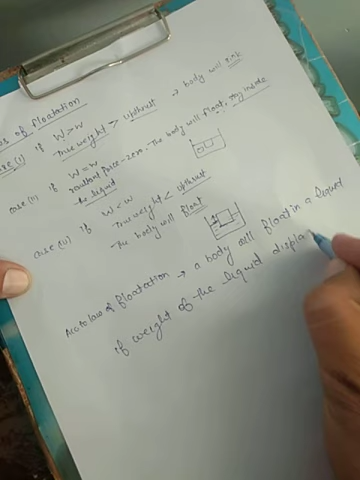 s of floatation
case (I) if W > w
True weight > upthrust → body will sink
case (II) if W = w
resultant force - zero - The body will float, inside
the liquid
case (III) if W < w
True weight < upthrust
The body will float
Acc to law of floatation → a body will float in a liquid
if weight of the liquid displa